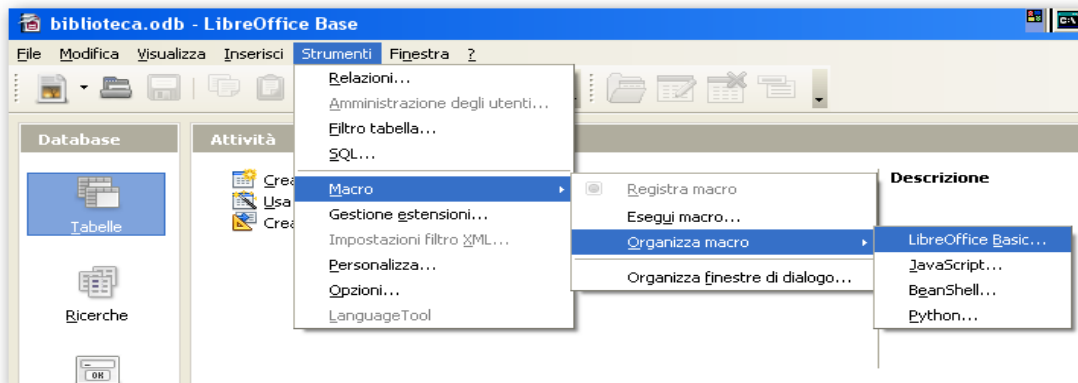 biblioteca.odb - LibreOffice Base
File Modifica Visualizza Inserisci Strumenti Finestra ?
Relazioni...
Amministrazione degli utenti...
Filtro tabella...
SQL...
Macro
Gestione estensioni...
Impostazioni filtro XML...
Personalizza...
Opzioni...
LanguageTool
Registra macro
Esegui macro...
Organizza macro
Organizza finestre di dialogo...
LibreOffice Basic...
JavaScript...
BeanShell...
Python...
Database
Tabelle
Ricerche
OK
Attività
Usa
Descrizione
C:\